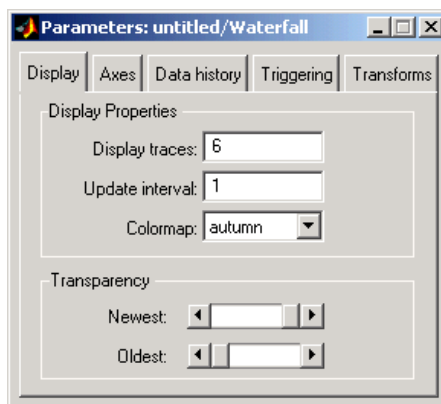 Parameters: untitled/Waterfall
Display Axes Data history Triggering Transforms
Display Properties
Display traces: 6
Update interval: 1
Colormap: autumn
Transparency
Newest:
Oldest: